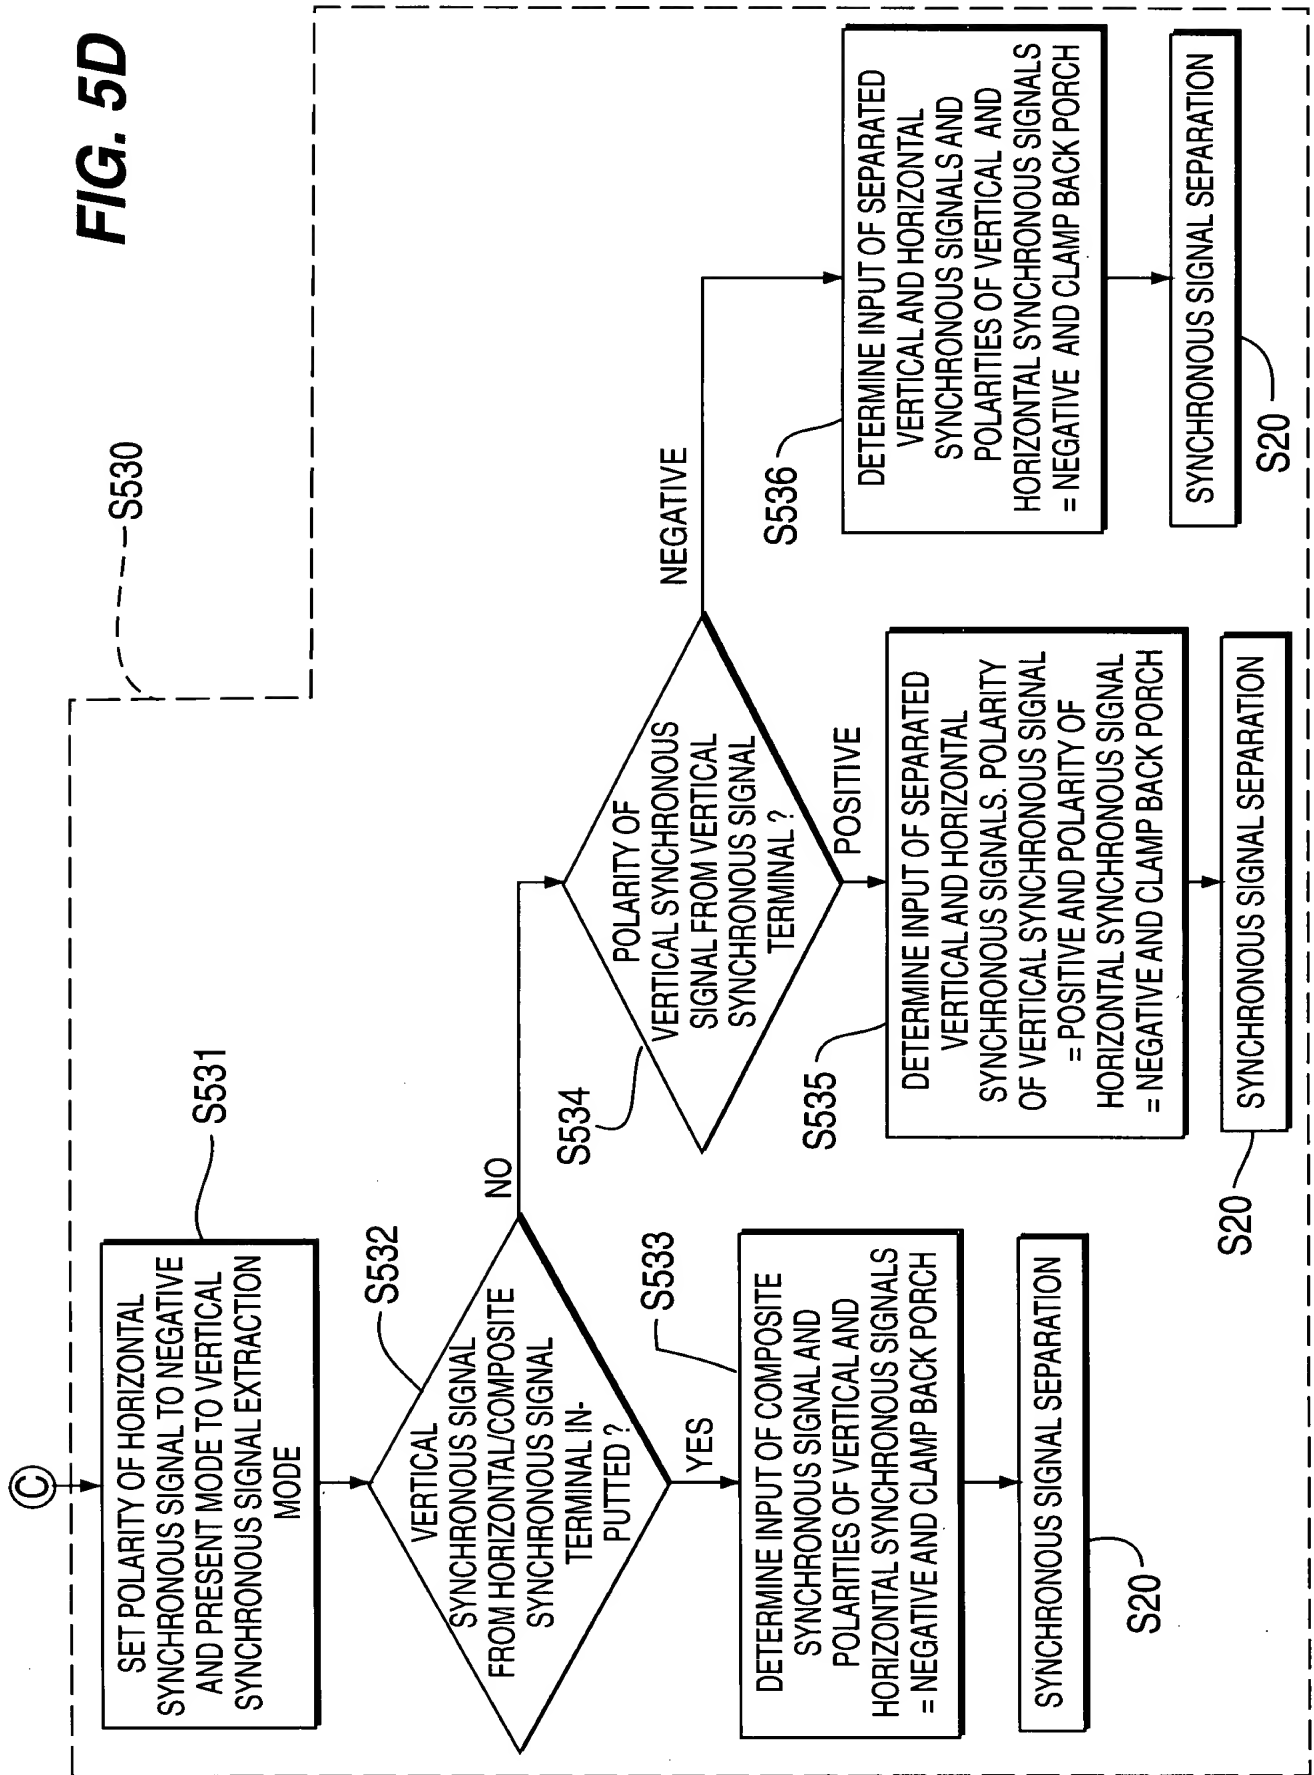 FIG. 5D
S530
C
SET POLARITY OF HORIZONTAL
SYNCHRONOUS SIGNAL TO NEGATIVE
AND PRESENT MODE TO VERTICAL
SYNCHRONOUS SIGNAL EXTRACTION
MODE
S531
VERTICAL
SYNCHRONOUS SIGNAL
FROM HORIZONTAL/COMPOSITE
SYNCHRONOUS SIGNAL
TERMINAL IN-
PUTTED ?
S532
NO
YES
DETERMINE INPUT OF COMPOSITE
SYNCHRONOUS SIGNAL AND
POLARITIES OF VERTICAL AND
HORIZONTAL SYNCHRONOUS SIGNALS
= NEGATIVE AND CLAMP BACK PORCH
S533
SYNCHRONOUS SIGNAL SEPARATION
S20
POLARITY OF
VERTICAL SYNCHRONOUS
SIGNAL FROM VERTICAL
SYNCHRONOUS SIGNAL
TERMINAL ?
S534
NEGATIVE
POSITIVE
DETERMINE INPUT OF SEPARATED
VERTICAL AND HORIZONTAL
SYNCHRONOUS SIGNALS. POLARITY
OF VERTICAL SYNCHRONOUS SIGNAL
= POSITIVE AND POLARITY OF
HORIZONTAL SYNCHRONOUS SIGNAL
= NEGATIVE AND CLAMP BACK PORCH
S535
SYNCHRONOUS SIGNAL SEPARATION
S20
DETERMINE INPUT OF SEPARATED
VERTICAL AND HORIZONTAL
SYNCHRONOUS SIGNALS AND
POLARITIES OF VERTICAL AND
HORIZONTAL SYNCHRONOUS SIGNALS
= NEGATIVE AND CLAMP BACK PORCH
S536
SYNCHRONOUS SIGNAL SEPARATION
S20